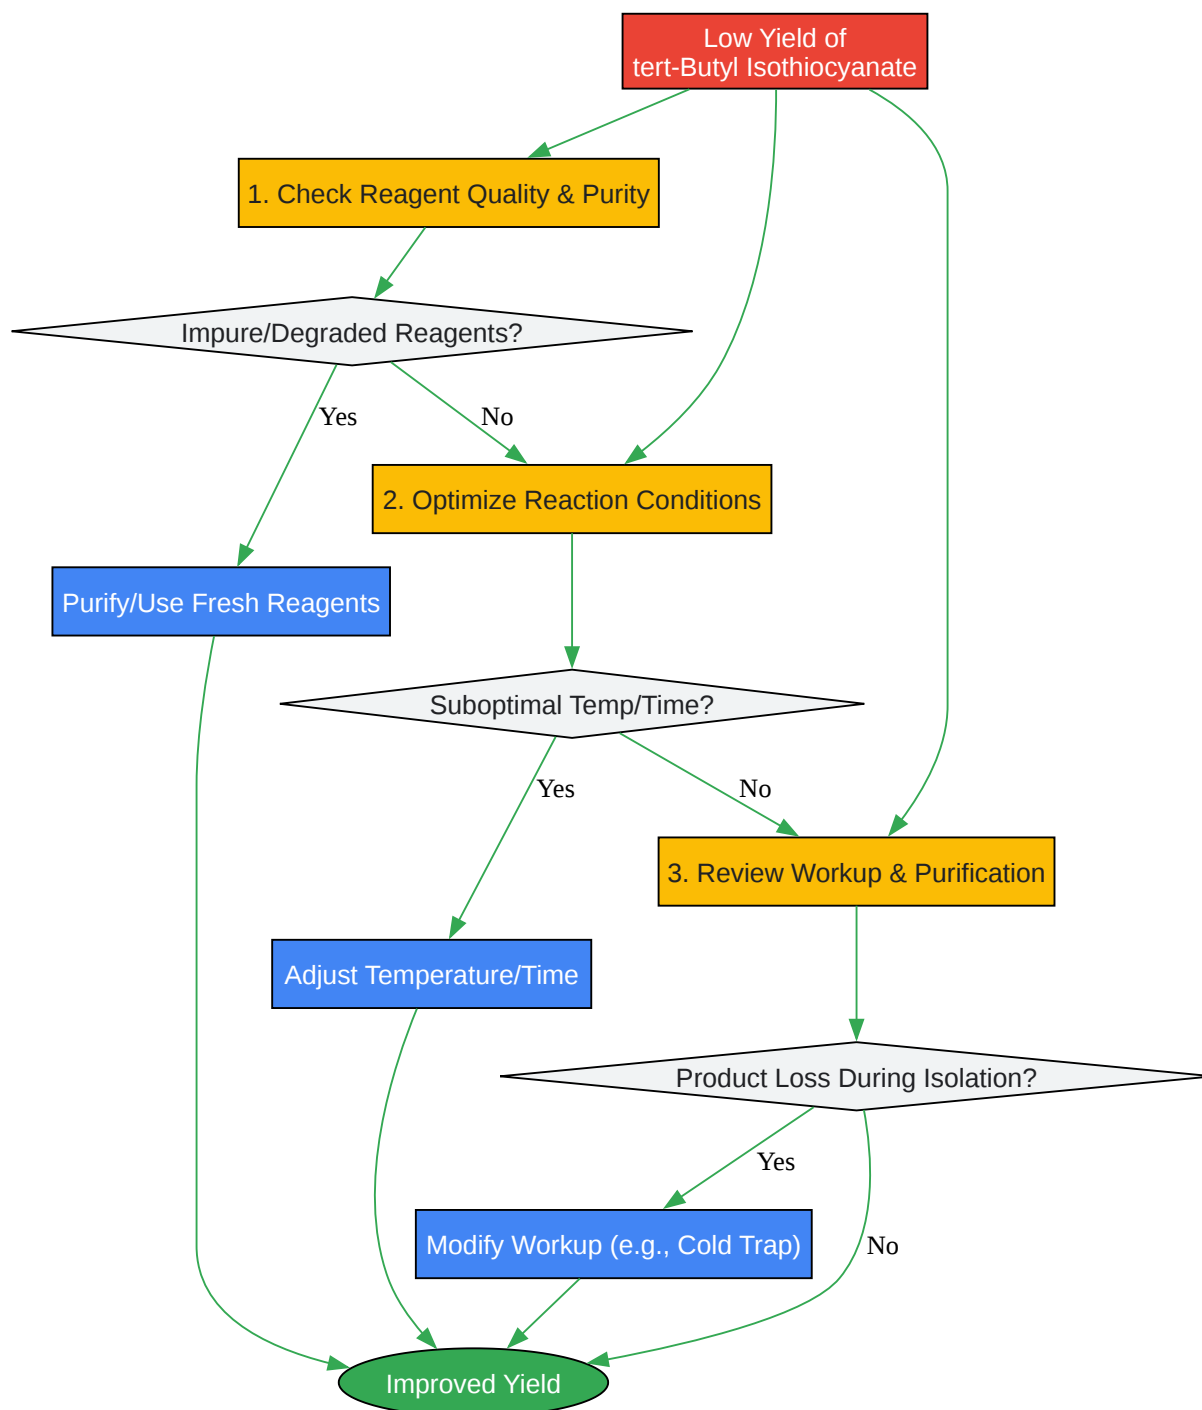 Low Yield of
tert-Butyl Isothiocyanate
1. Check Reagent Quality & Purity
Impure/Degraded Reagents?
Yes
No
2. Optimize Reaction Conditions
Purify/Use Fresh Reagents
Suboptimal Temp/Time?
Yes
No
3. Review Workup & Purification
Adjust Temperature/Time
Product Loss During Isolation?
Yes
No
Modify Workup (e.g., Cold Trap)
Improved Yield